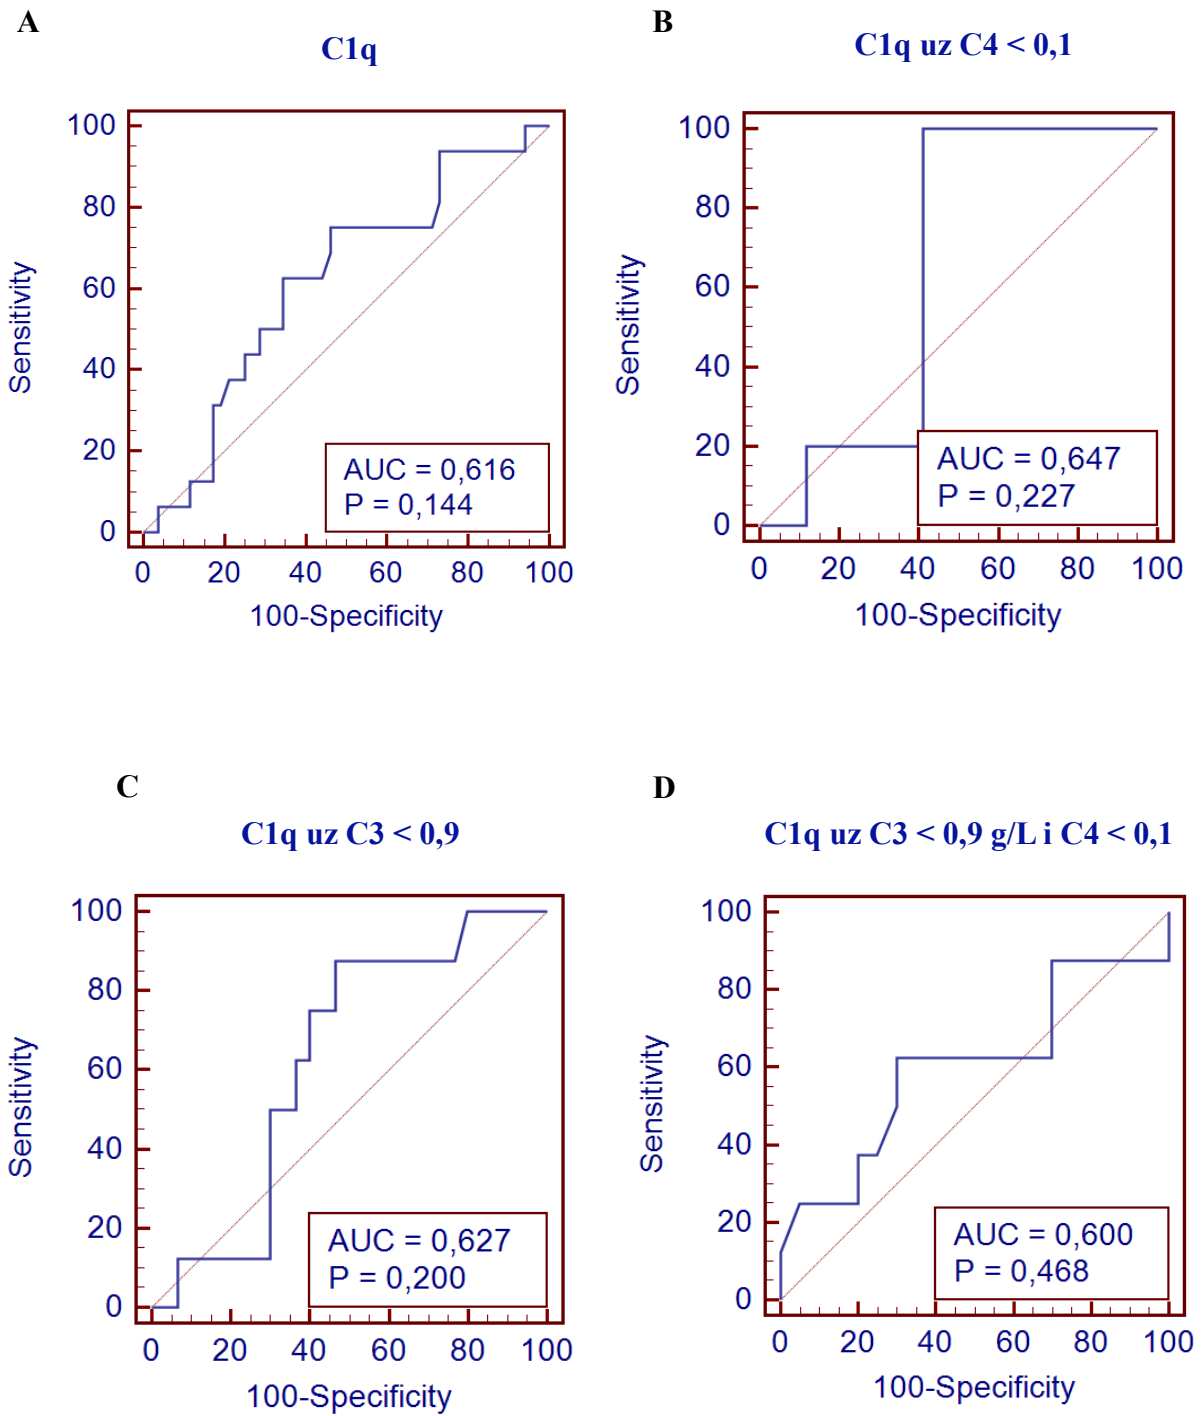 A
C1q
100
80
60
40
20
0
Sensitivity
AUC = 0,616
P = 0,144
0 20 40 60 80 100
100-Specificity
B
C1q uz C4 < 0,1
100
80
60
40
20
0
Sensitivity
AUC = 0,647
P = 0,227
0 20 40 60 80 100
100-Specificity
C
C1q uz C3 < 0,9
100
80
60
40
20
0
Sensitivity
AUC = 0,627
P = 0,200
0 20 40 60 80 100
100-Specificity
D
C1q uz C3 < 0,9 g/L i C4 < 0,1
100
80
60
40
20
0
Sensitivity
AUC = 0,600
P = 0,468
0 20 40 60 80 100
100-Specificity